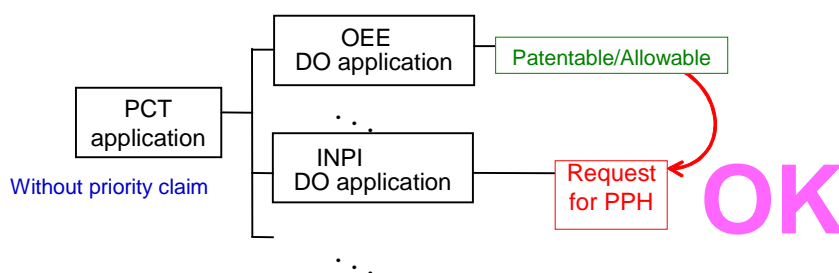 OEE
DO application
Patentable/Allowable
PCT
application
. . .
INPI
DO application
Without priority claim
Request
for PPH
OK
. . .